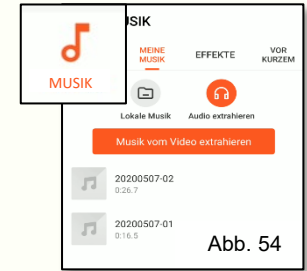 USIK
MUSIK
MEINE
MUSIK
EFFEKTE
VOR
KURZEM
Lokale Musik
Audio extrahieren
Musik vom Video extrahieren
20200507-02
0:26.7
20200507-01
0:16.5
Abb. 54